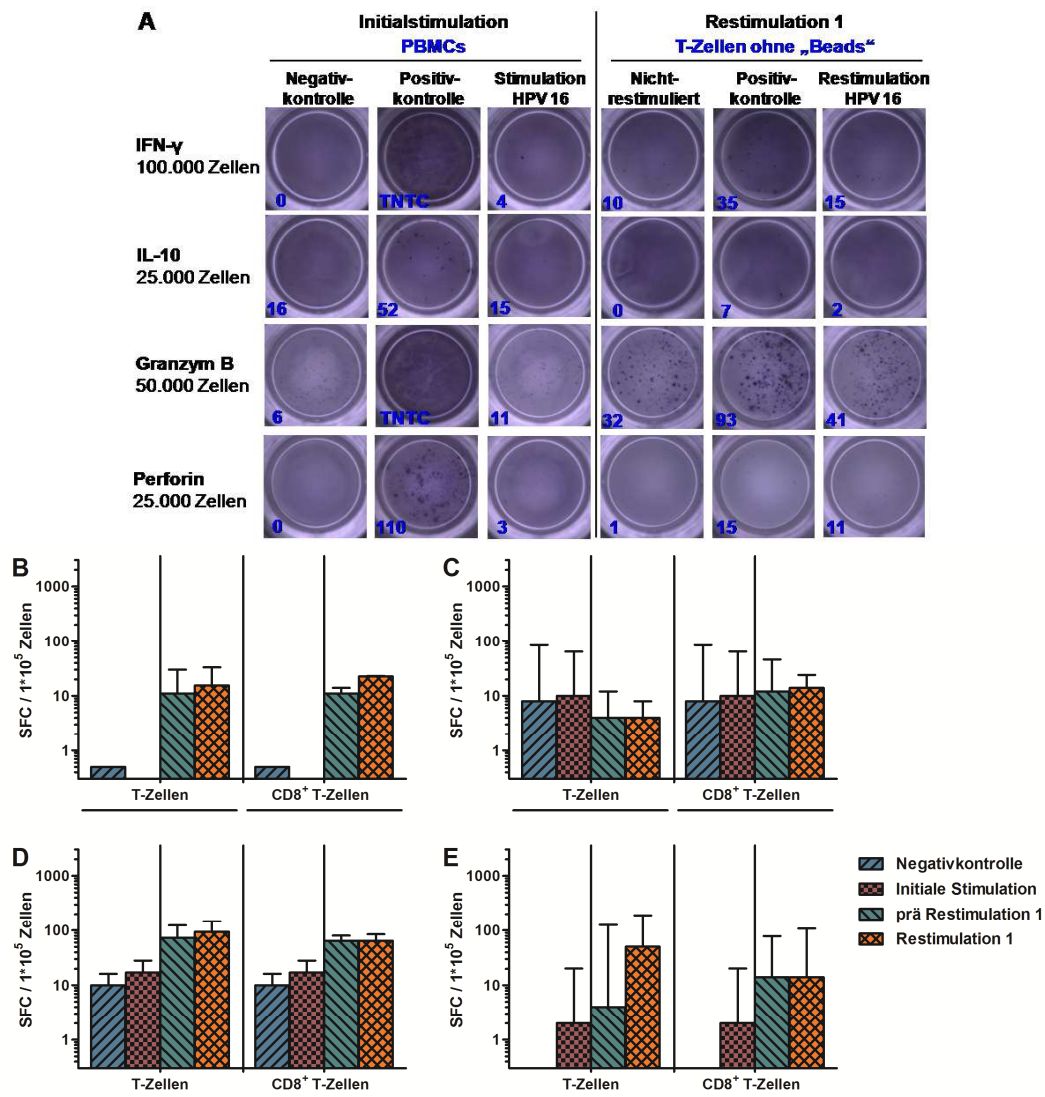 A
Initialstimulation
PBMCs
Restimulation 1
T-Zellen ohne „Beads“
Negativ-
kontrolle
Positiv-
kontrolle
Stimulation
HPV 16
Nicht-
restimuliert
Positiv-
kontrolle
Restimulation
HPV 16
IFN-γ
100.000 Zellen
0 TNTC 4 10 35 15
IL-10
25.000 Zellen
16 52 15 0 7 2
Granzym B
50.000 Zellen
6 TNTC 11 32 93 41
Perforin
25.000 Zellen
0 110 3 1 15 11
B
SFC / 1*10⁵ Zellen
1000
100
10
1
T-Zellen CD8⁺ T-Zellen
C
SFC / 1*10⁵ Zellen
1000
100
10
1
T-Zellen CD8⁺ T-Zellen
D
SFC / 1*10⁵ Zellen
1000
100
10
1
T-Zellen CD8⁺ T-Zellen
E
SFC / 1*10⁵ Zellen
1000
100
10
1
T-Zellen CD8⁺ T-Zellen
Negativkontrolle
Initiale Stimulation
prä Restimulation 1
Restimulation 1